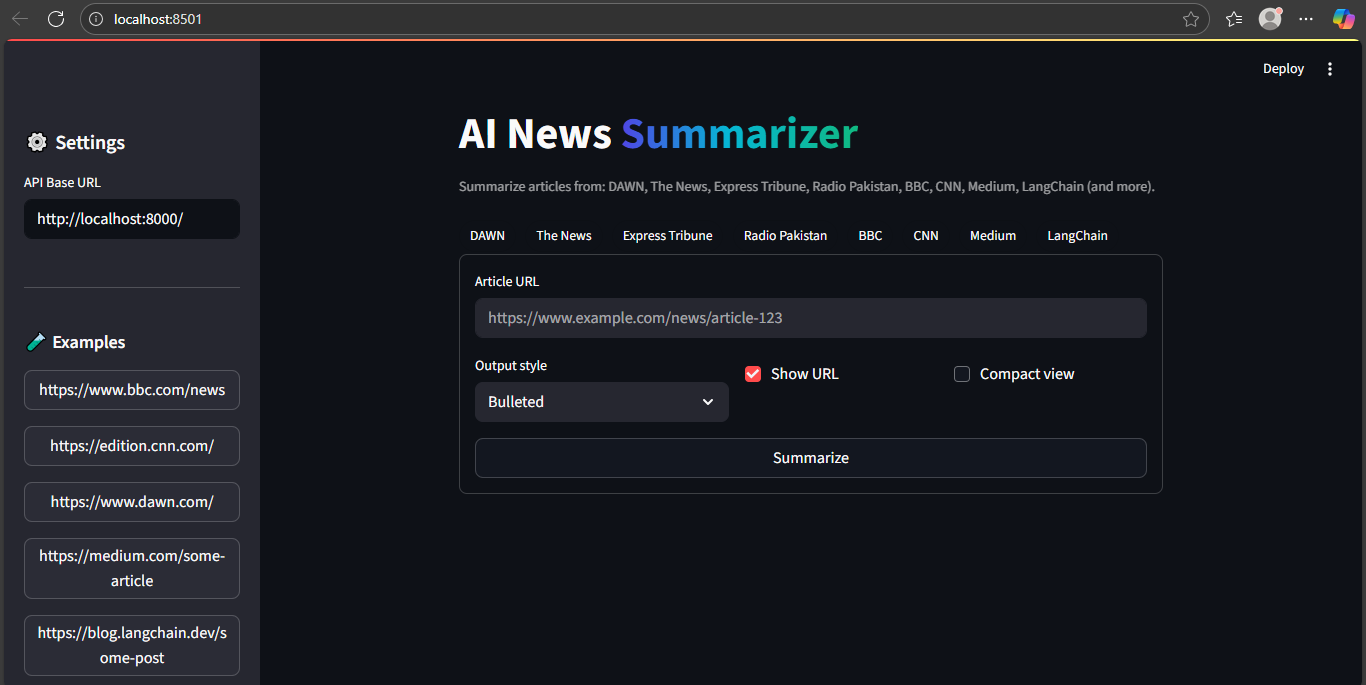 localhost:8501
Deploy
Settings
API Base URL
http://localhost:8000/
Examples
https://www.bbc.com/news
https://edition.cnn.com/
https://www.dawn.com/
https://medium.com/some-
article
https://blog.langchain.dev/s
ome-post
AI News Summarizer
Summarize articles from: DAWN, The News, Express Tribune, Radio Pakistan, BBC, CNN, Medium, LangChain (and more).
DAWN The News Express Tribune Radio Pakistan BBC CNN Medium LangChain
Article URL
https://www.example.com/news/article-123
Output style
Bulleted
Show URL
Compact view
Summarize